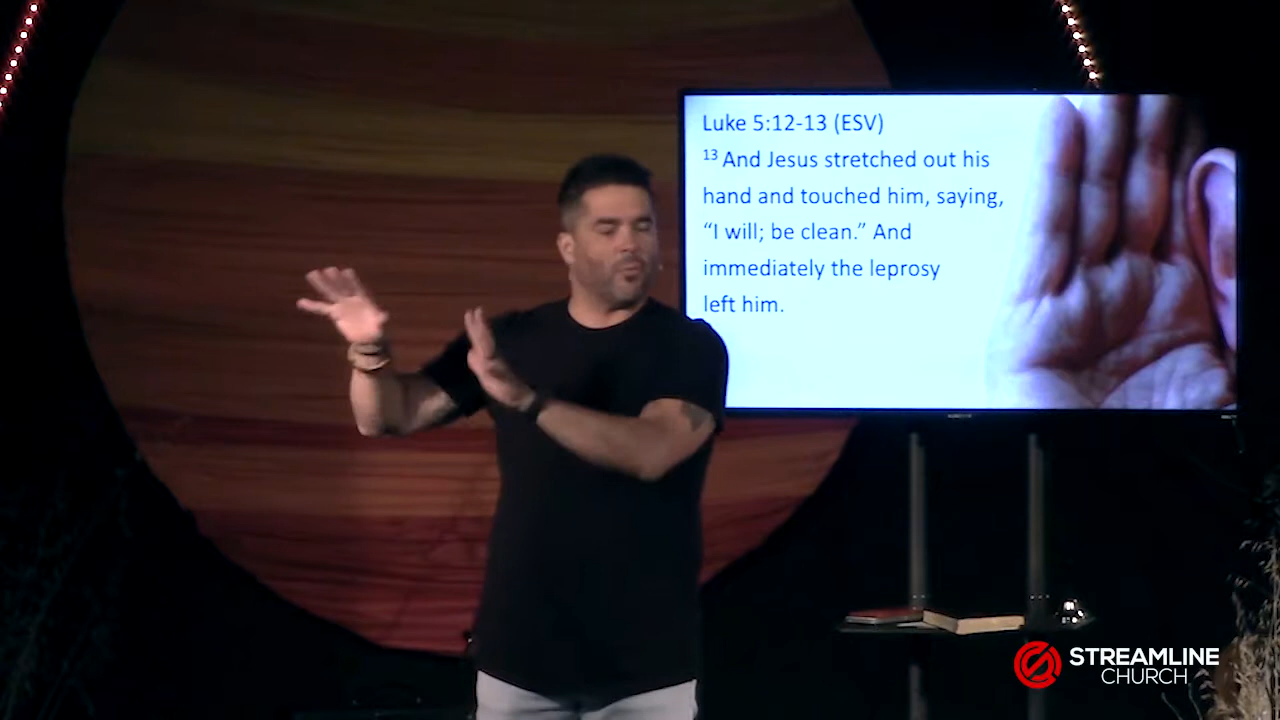 Luke 5:12-13 (ESV)
13 And Jesus stretched out his
hand and touched him, saying,
“I will; be clean.” And
immediately the leprosy
left him.
STREAMLINE
CHURCH